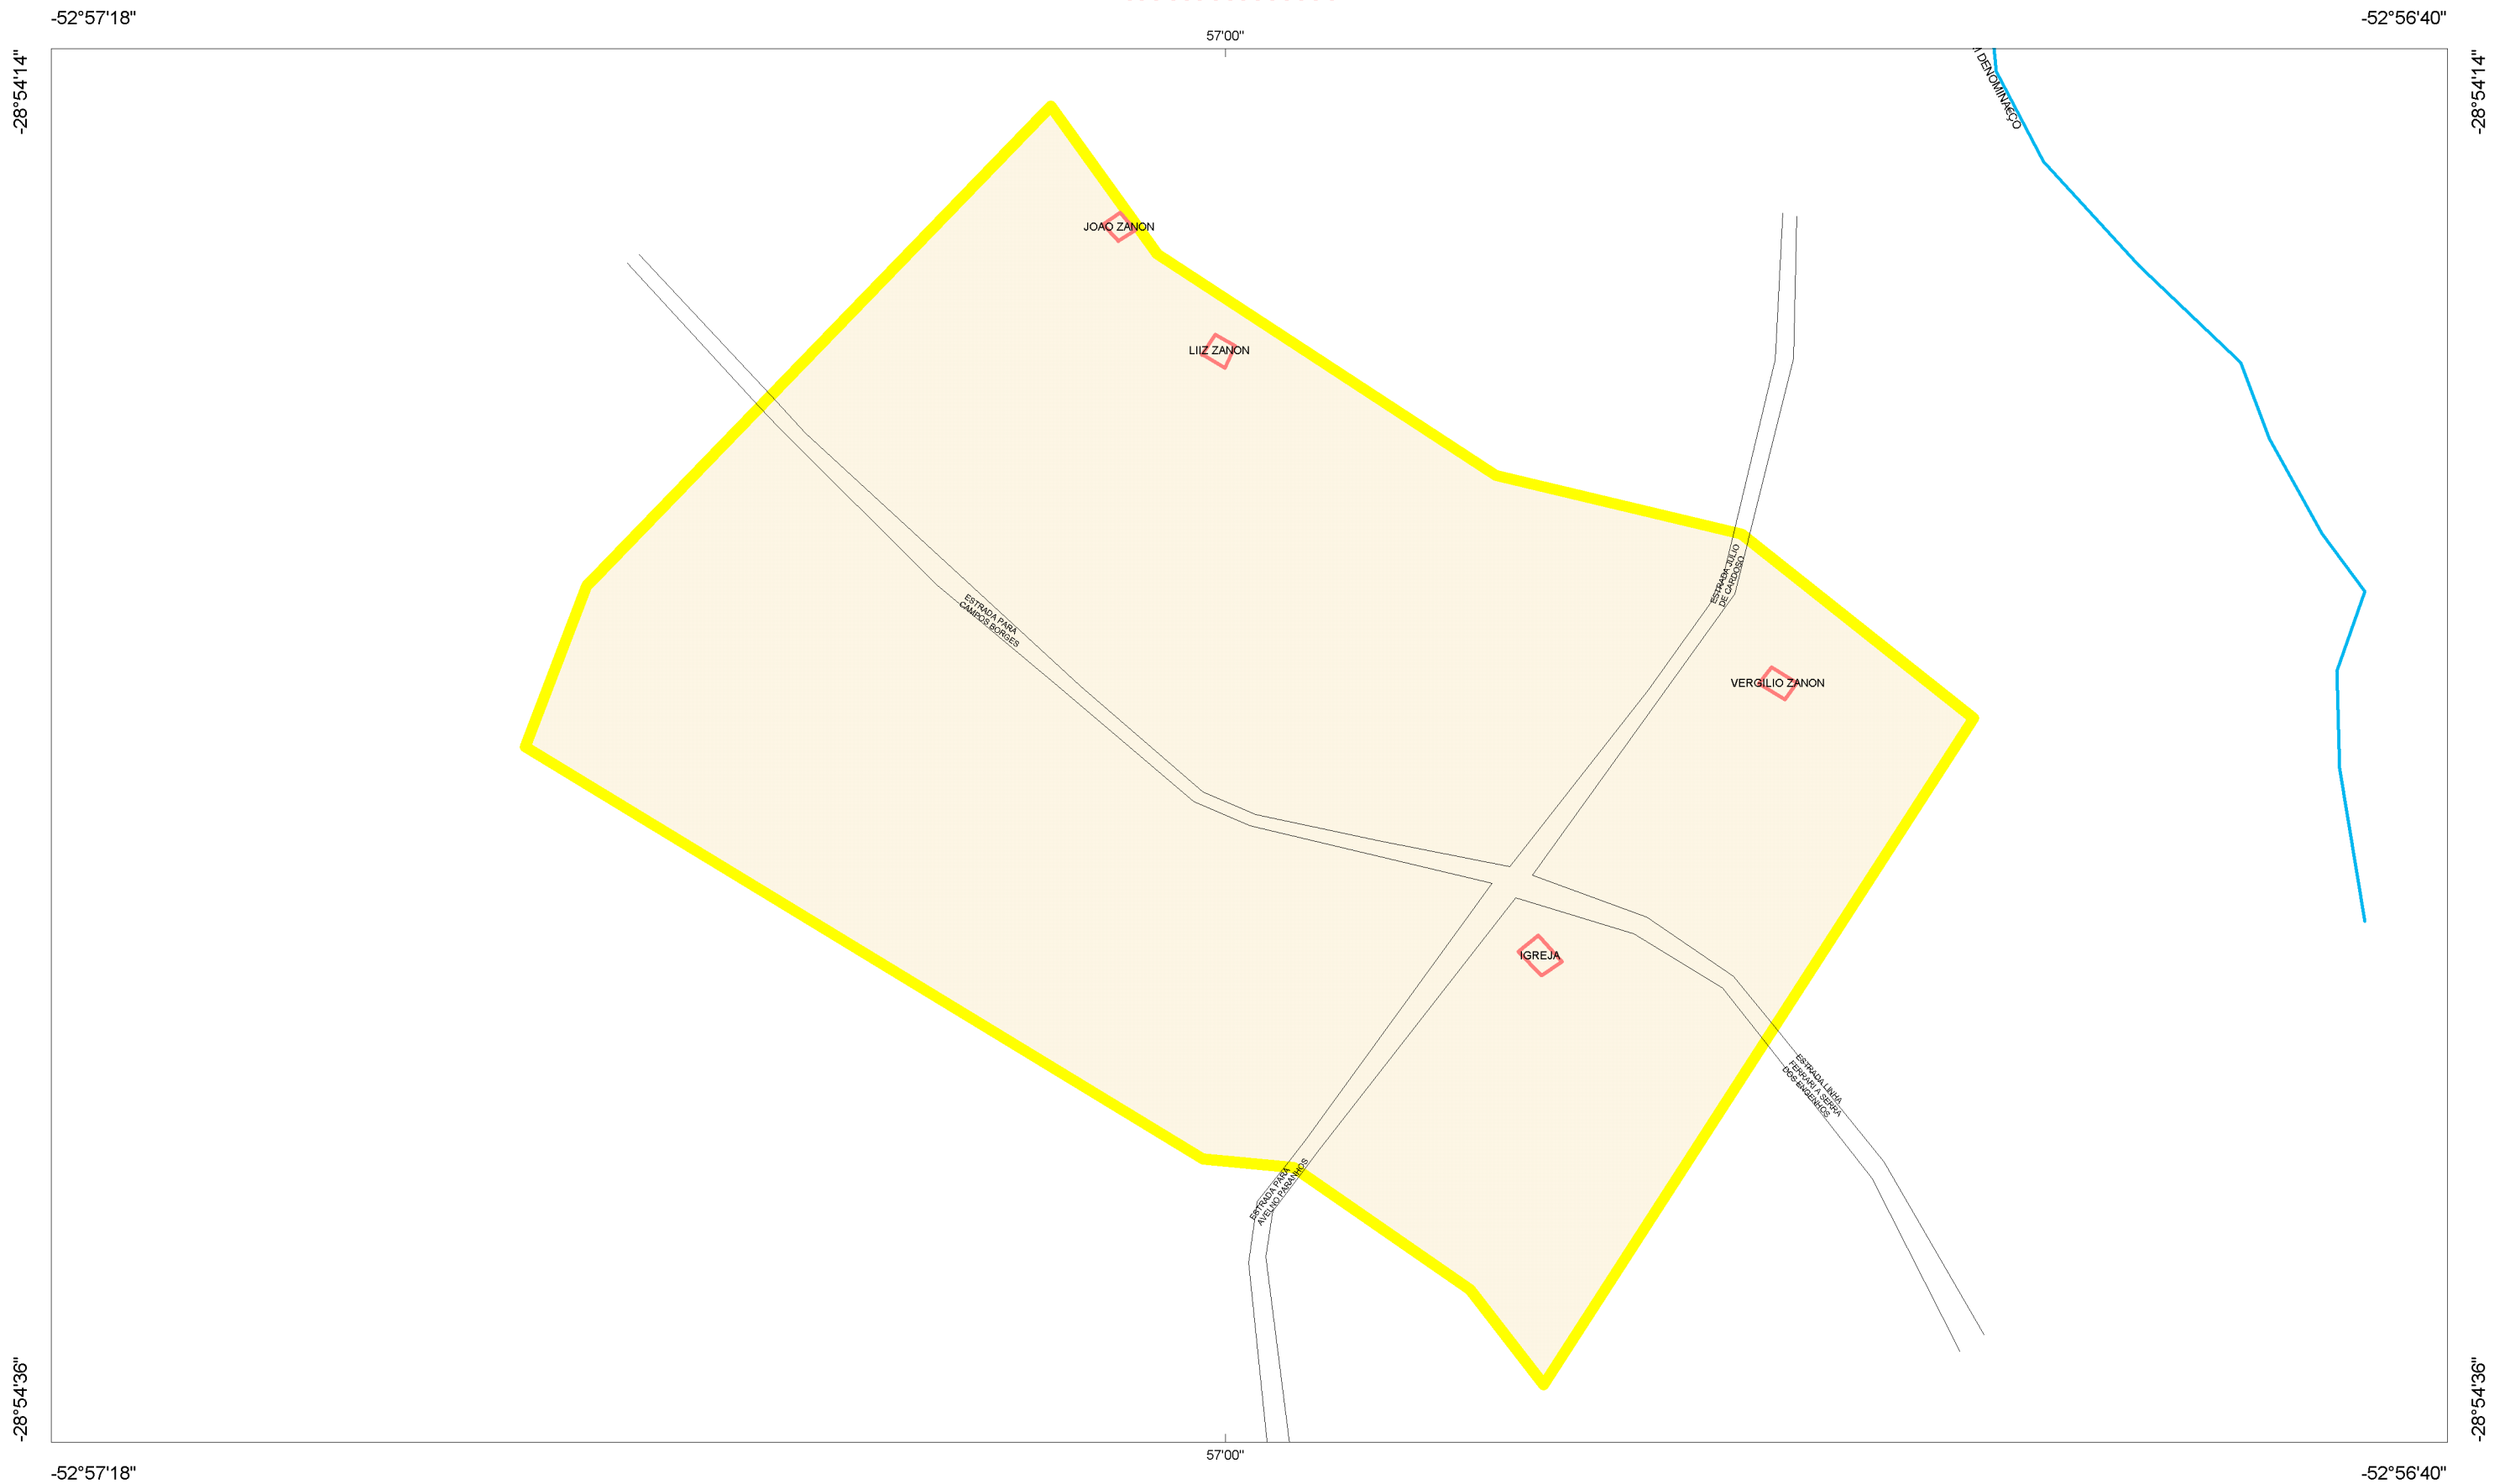 -52°57'18"
-52°56'40"
57'00"
-28°54'14"
-28°54'14"
DENOMINAÇO
JOAO ZANON
LIIZ ZANON
ESTRADA JULIO
DE CARDOSO
ESTRADA PARA
CAMPOS BORGES
VERGILIO ZANON
IGREJA
ESTRADA LINHA
FERRARI A SERRA
DOS ENGENHOS
ESTRADA PARA
AVELNO PARANHOS
-28°54'36"
-28°54'36"
57'00"
-52°57'18"
-52°56'40"